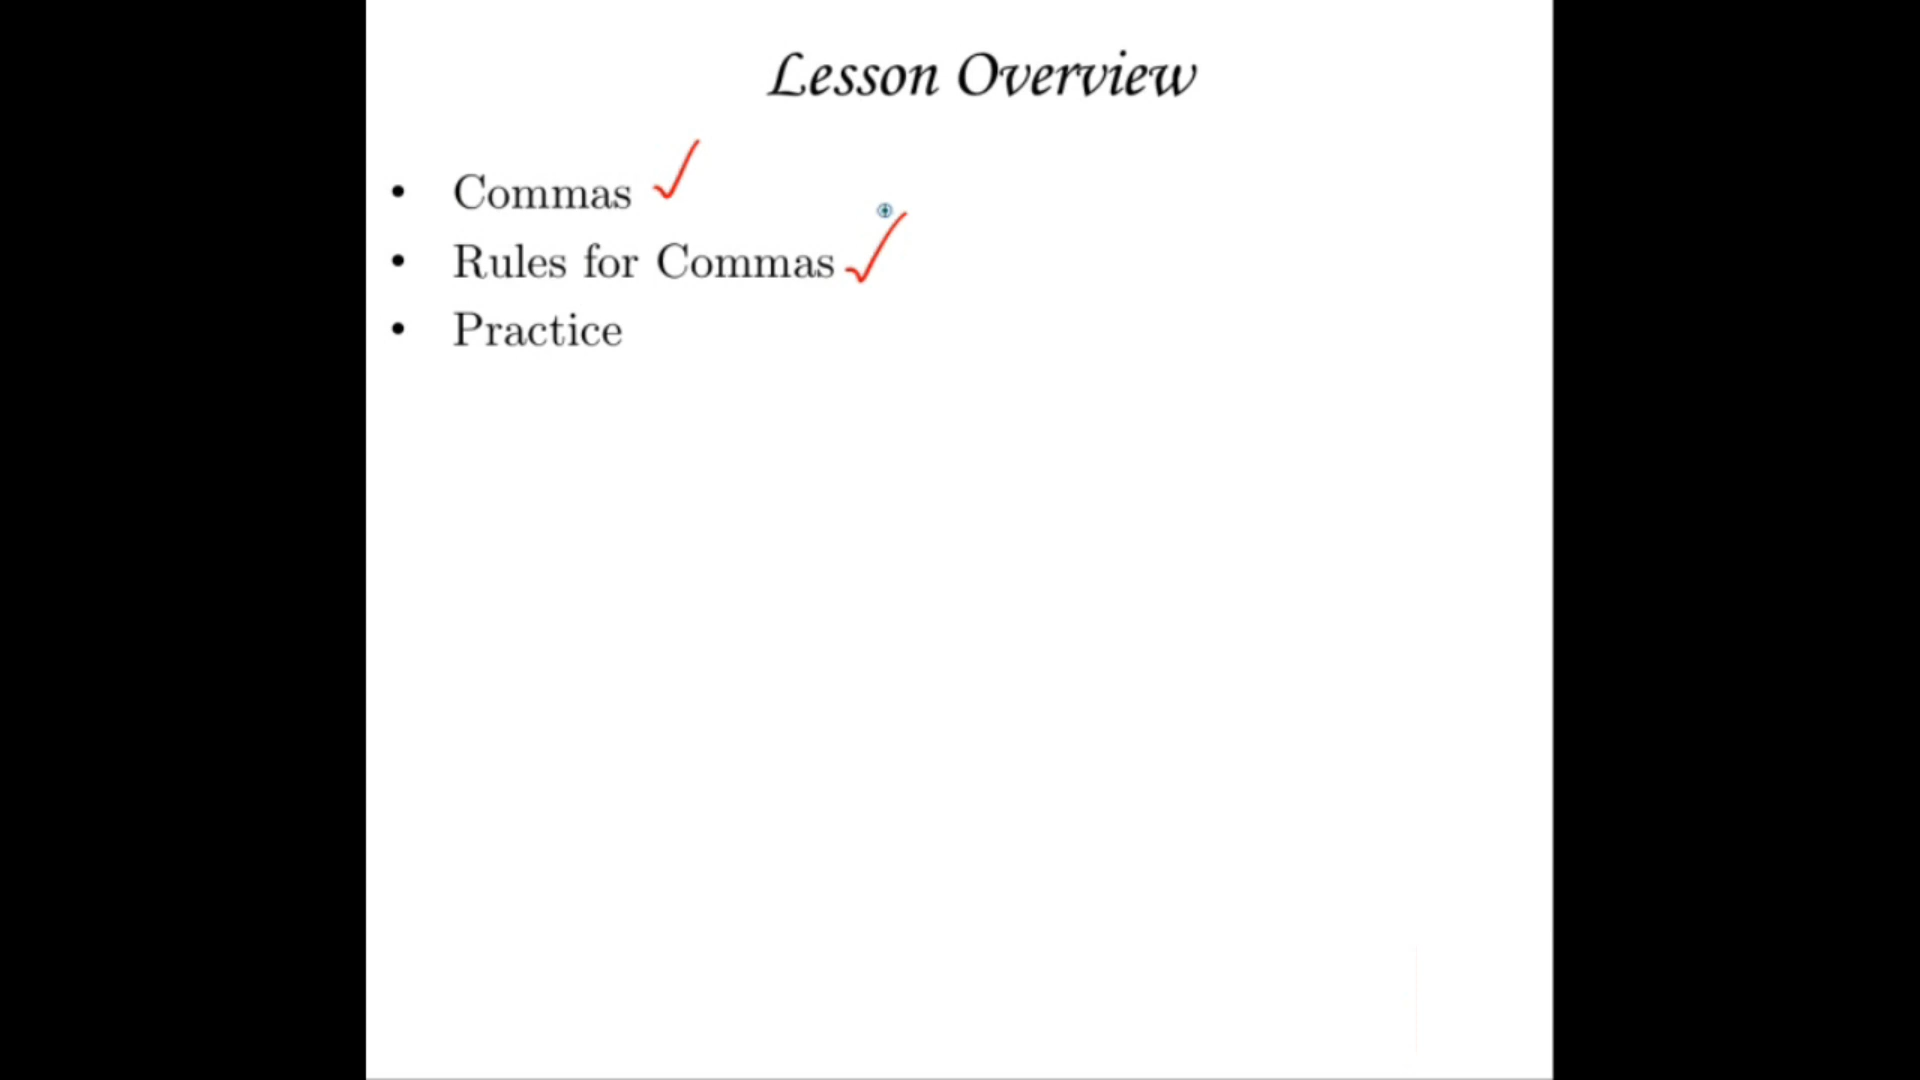 Lesson Overview
• Commas ✓
• Rules for Commas ✓
• Practice